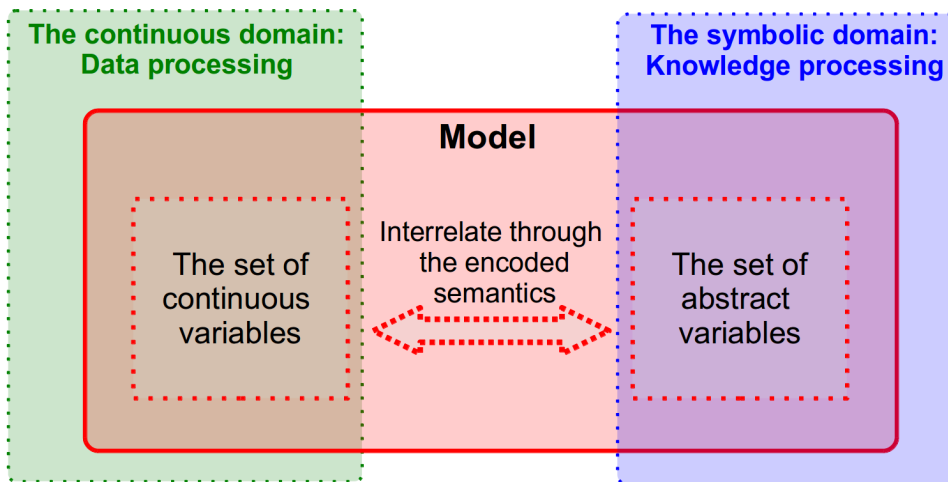 The continuous domain:
Data processing
The symbolic domain:
Knowledge processing
Model
Interrelate through
the encoded
semantics
The set of
continuous
variables
The set of
abstract
variables